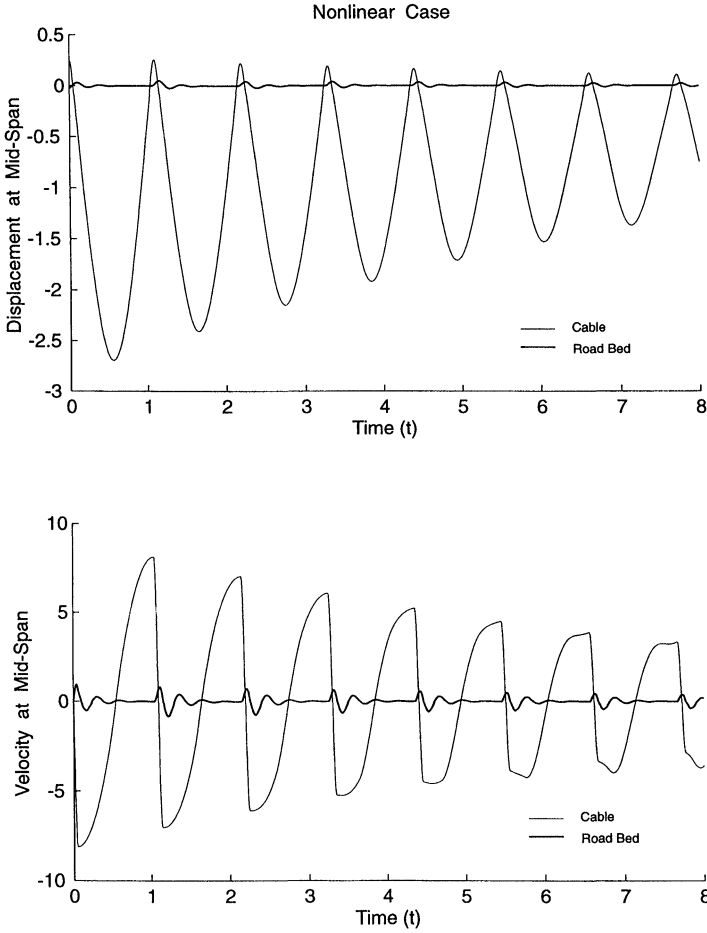 Nonlinear Case
Displacement at Mid-Span
0.5
0
-0.5
-1
-1.5
-2
-2.5
-3
Cable
Road Bed
0 1 2 3 4 5 6 7 8
Time (t)
Velocity at Mid-Span
10
5
0
-5
-10
Cable
Road Bed
0 1 2 3 4 5 6 7 8
Time (t)